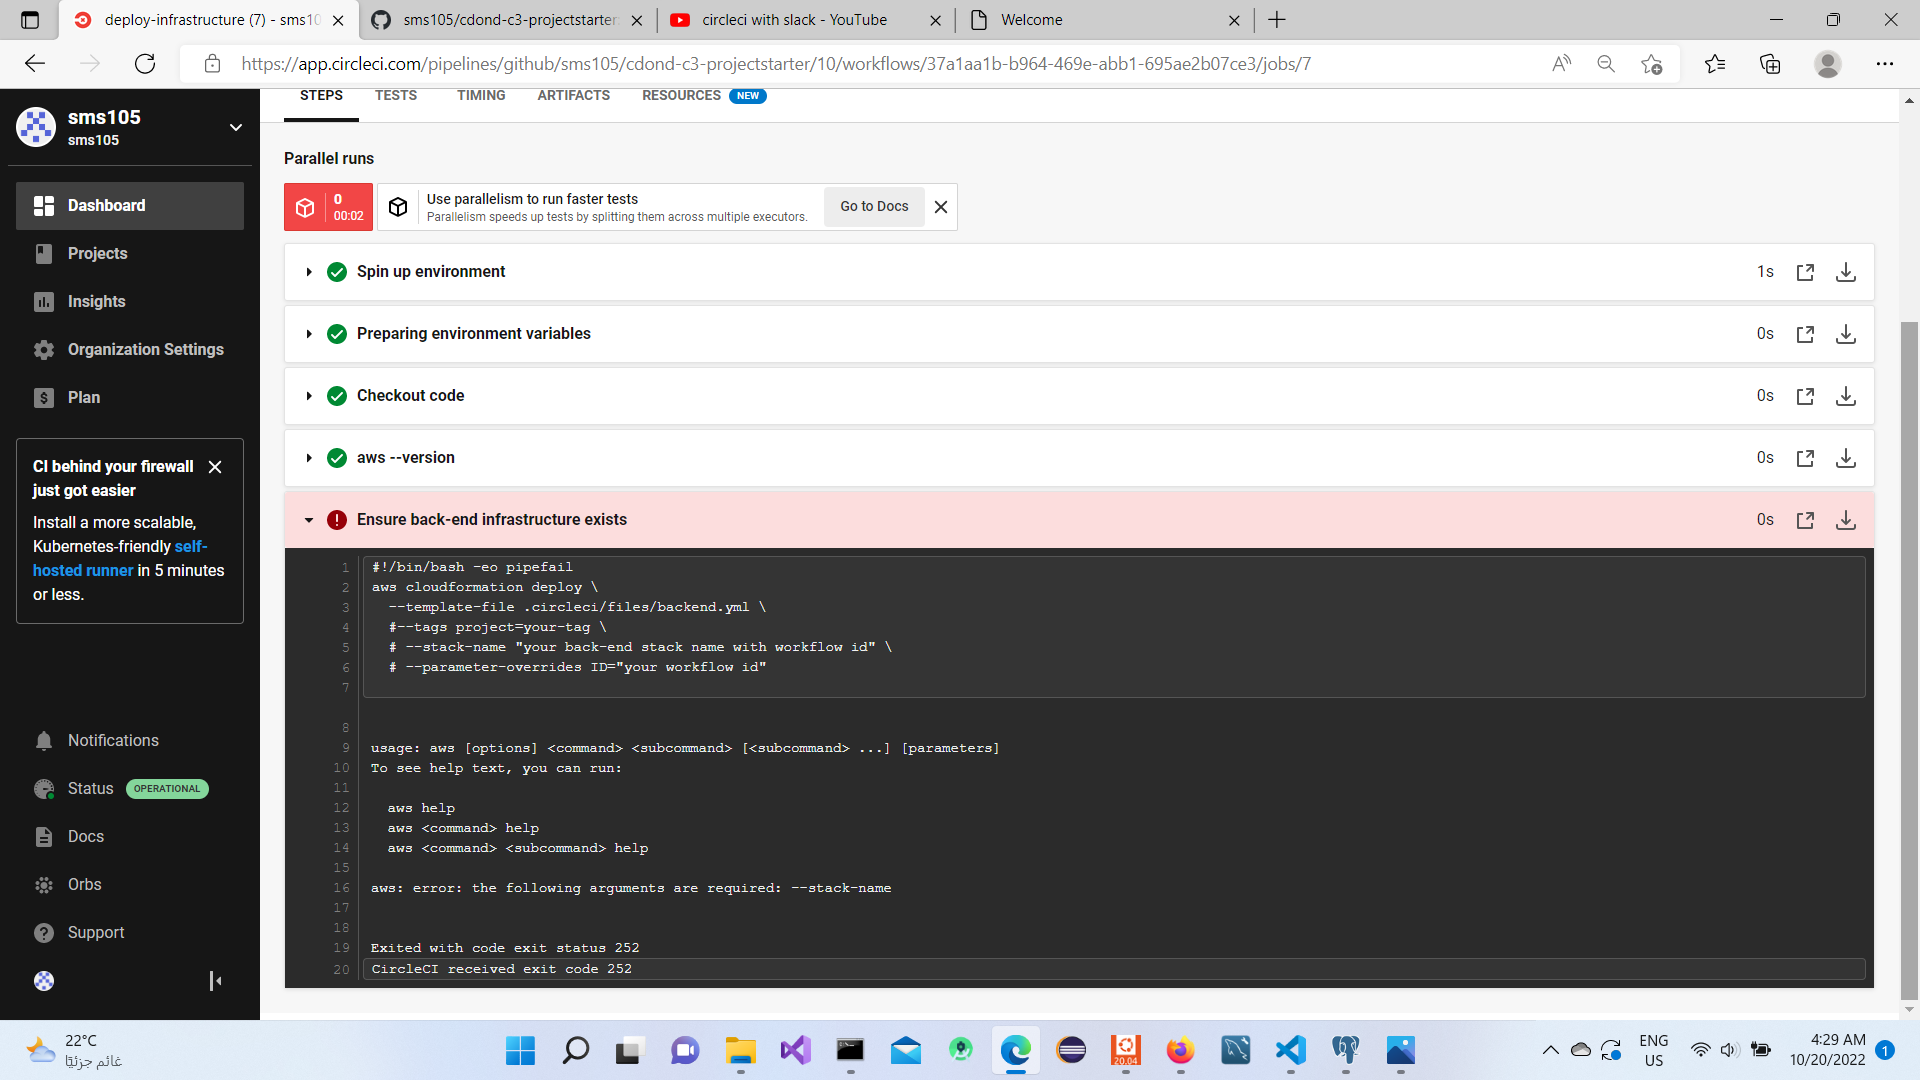 deploy-infrastructure (7) - sms10
sms105/cdond-c3-projectstarter
circleci with slack - YouTube
Welcome
https://app.circleci.com/pipelines/github/sms105/cdond-c3-projectstarter/10/workflows/37a1aa1b-b964-469e-abb1-695ae2b07ce3/jobs/7
sms105
sms105
Dashboard
Projects
Insights
Organization Settings
Plan
CI behind your firewall
just got easier
Install a more scalable,
Kubernetes-friendly self-
hosted runner in 5 minutes
or less.
Notifications
Status OPERATIONAL
Docs
Orbs
Support
STEPS TESTS TIMING ARTIFACTS RESOURCES NEW
Parallel runs
0
00:02
Use parallelism to run faster tests
Parallelism speeds up tests by splitting them across multiple executors.
Go to Docs
Spin up environment 1s
Preparing environment variables 0s
Checkout code 0s
aws --version 0s
Ensure back-end infrastructure exists 0s
1 #!/bin/bash -eo pipefail
2 aws cloudformation deploy \
3 --template-file .circleci/files/backend.yml \
4 #--tags project=your-tag \
5 # --stack-name "your back-end stack name with workflow id" \
6 # --parameter-overrides ID="your workflow id"
7
8
9 usage: aws [options] <command> <subcommand> [<subcommand> ...] [parameters]
10 To see help text, you can run:
11
12 aws help
13 aws <command> help
14 aws <command> <subcommand> help
15
16 aws: error: the following arguments are required: --stack-name
17
18
19 Exited with code exit status 252
20 CircleCI received exit code 252
22°C
غائم جزئيًا
20.04
ENG
US
4:29 AM
10/20/2022
1